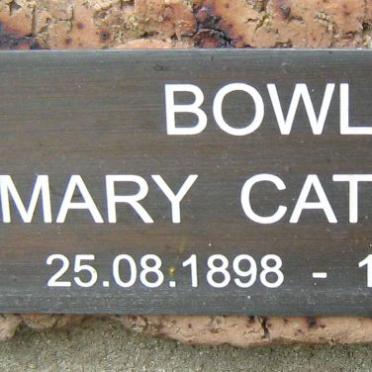 BOWL
MARY CAT
25.08.1898 - 1